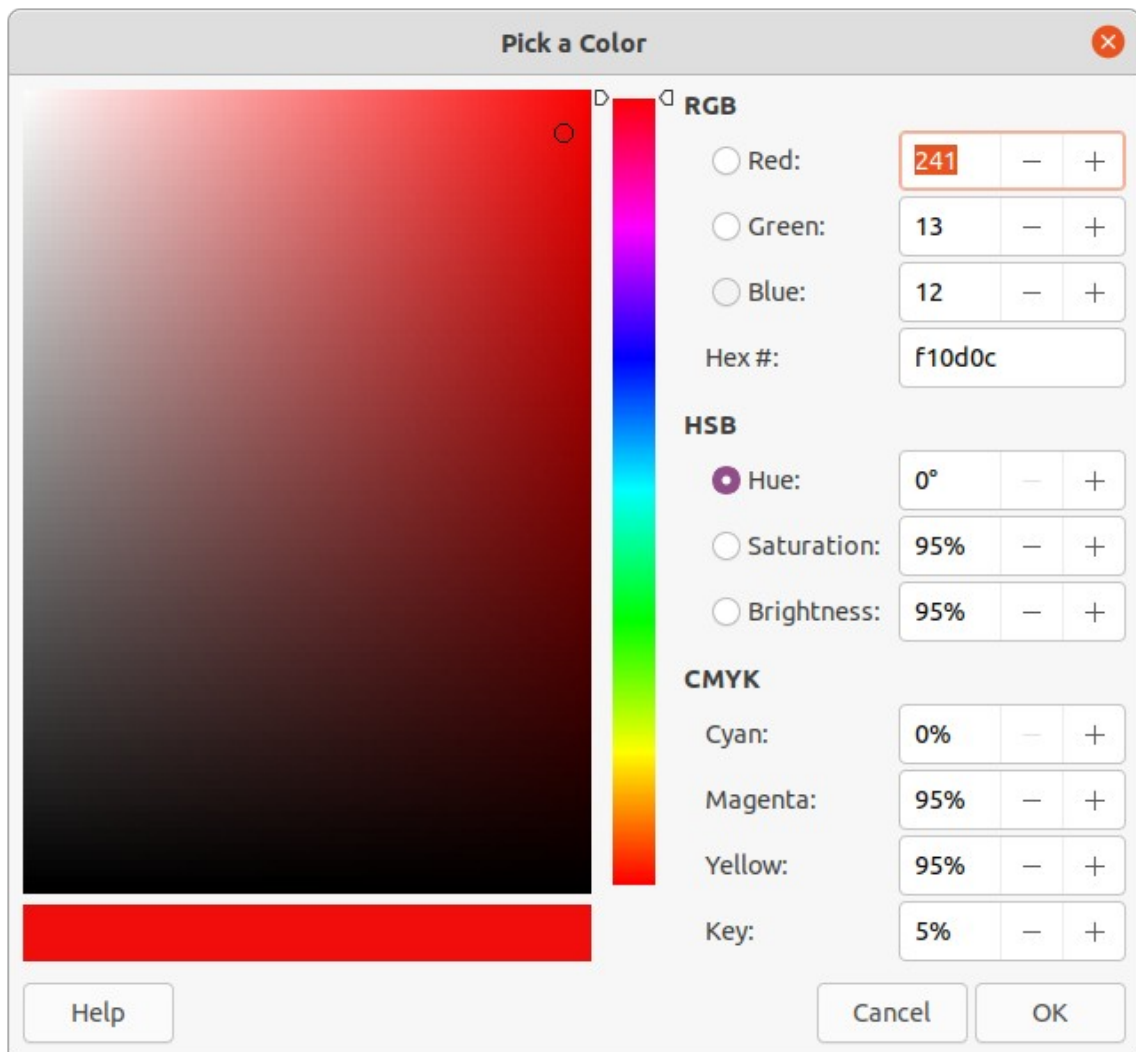 Pick a Color
RGB
Red: 241
Green: 13
Blue: 12
Hex #: f10d0c
HSB
Hue: 0°
Saturation: 95%
Brightness: 95%
CMYK
Cyan: 0%
Magenta: 95%
Yellow: 95%
Key: 5%
Help Cancel OK